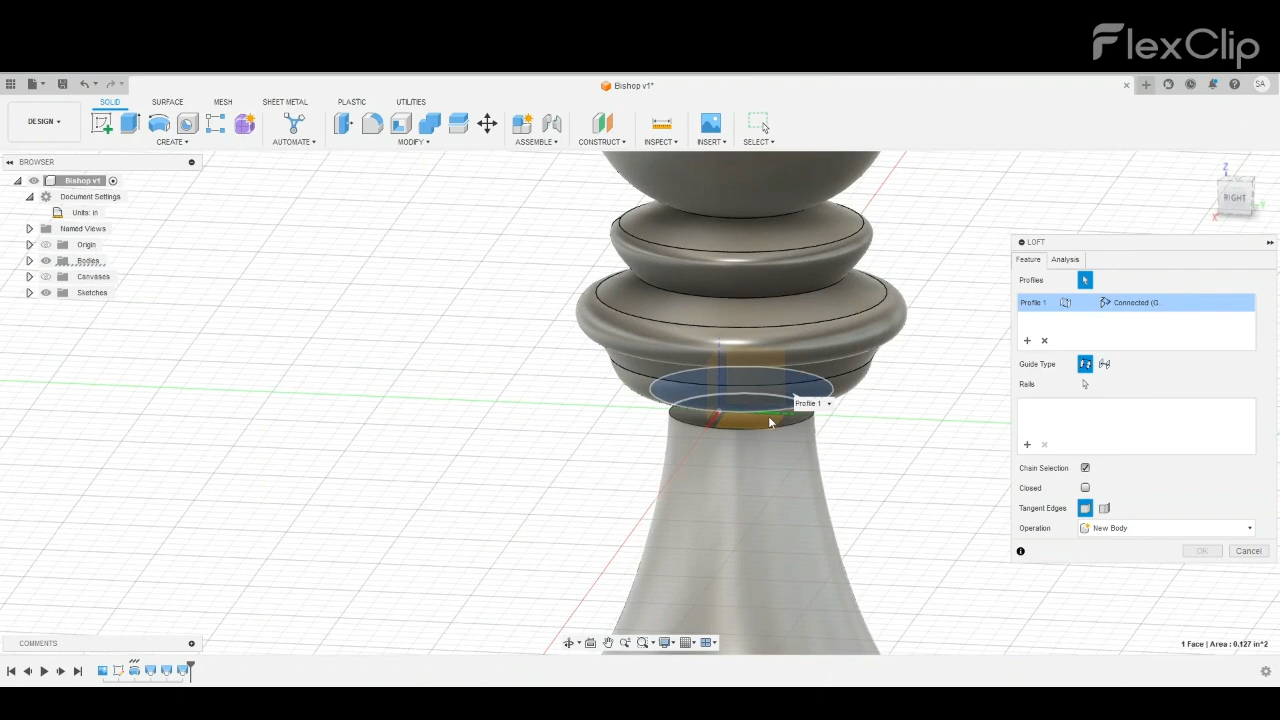 FlexClip
Bishop v1*
SA
SOLID SURFACE MESH SHEET METAL PLASTIC UTILITIES
DESIGN
CREATE AUTOMATE MODIFY ASSEMBLE CONSTRUCT INSPECT INSERT SELECT
BROWSER
Bishop v1
Document Settings
Units: in
Named Views
Origin
Bodies
Canvases
Sketches
Z
RIGHT
X
Y
LOFT
Feature Analysis
Profiles
Profile 1 Connected (G...
Guide Type
Rails
Profile 1
Chain Selection
Closed
Tangent Edges
Operation New Body
OK Cancel
COMMENTS
1 Face | Area : 0.127 in^2